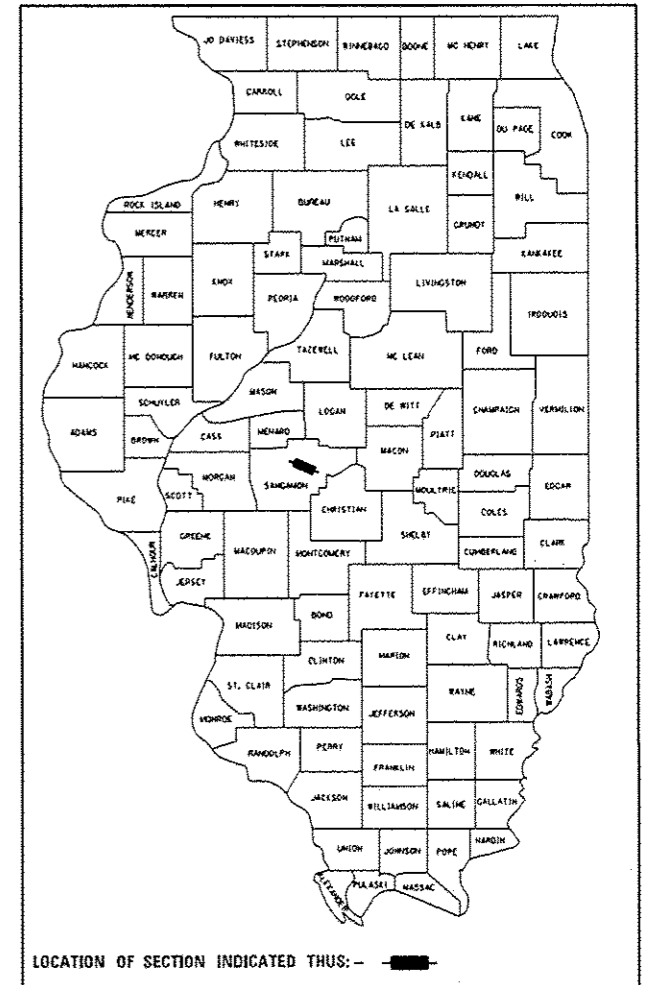 JO DAVIESS STEPHENSON WINNEBAGO BOONE MC HENRY LAKE
CARROLL OGLE DE KALB KANE DU PAGE COOK
WHITESIDE LEE KENDALL
ROCK ISLAND HENRY BUREAU LA SALLE GRUNDY WILL
MERCER PUTNAM KANKAKEE
STARK MARSHALL
HENDERSON WARREN KNOX PEORIA WOODFORD LIVINGSTON IROQUOIS
HANCOCK MC DONOUGH FULTON TAZEWELL MC LEAN FORD
SCHUYLER MASON LOGAN DE WITT CHAMPAIGN VERMILION
ADAMS BROWN CASS MENARD MACON PIATT
PIKE SCOTT MORGAN SANGAMON CHRISTIAN MOULTRIE DOUGLAS EDGAR
COLES
CALHOUN GREENE MACOUPIN MONTGOMERY SHELBY CUMBERLAND CLARK
JERSEY FAYETTE EFFINGHAM JASPER CRAWFORD
MADISON BOND CLAY RICHLAND LAWRENCE
CLINTON MARION
ST. CLAIR WASHINGTON JEFFERSON WAYNE EDWARDS WABASH
MONROE
RANDOLPH PERRY HAMILTON WHITE
FRANKLIN
JACKSON WILLIAMSON SALINE GALLATIN
UNION JOHNSON POPE HARDIN
ALEXANDER PULASKI MASSAC
LOCATION OF SECTION INDICATED THUS:-